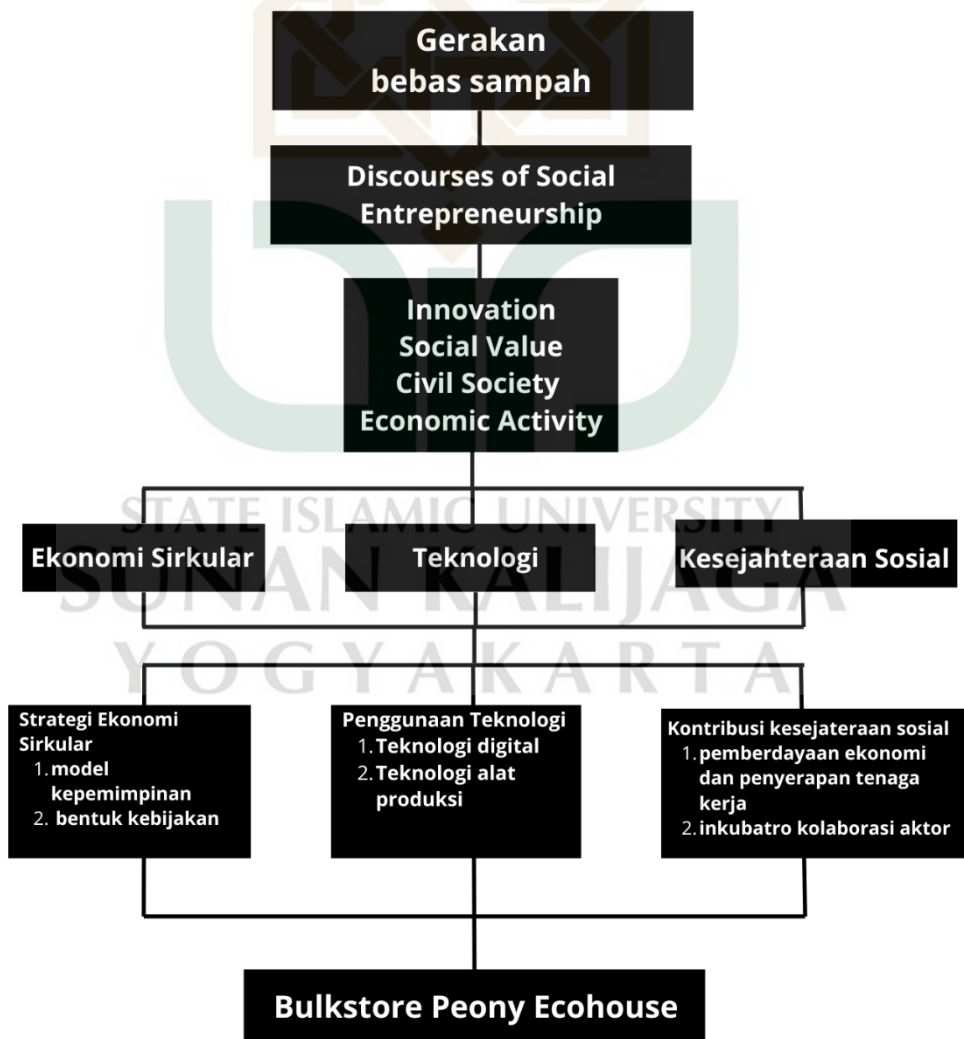 Gerakan
bebas sampah
Discourses of Social
Entrepreneurship
Innovation
Social Value
Civil Society
Economic Activity
STATE ISLAMIC UNIVERSITY
SUNAN KALIJAGA
YOGYAKARTA
Ekonomi Sirkular
Teknologi
Kesejahteraan Sosial
Strategi Ekonomi
Sirkular
1. model
kepemimpinan
2. bentuk kebijakan
Penggunaan Teknologi
1. Teknologi digital
2. Teknologi alat
produksi
Kontribusi kesejateraan sosial
1. pemberdayaan ekonomi
dan penyerapan tenaga
kerja
2. inkubatro kolaborasi aktor
Bulkstore Peony Ecohouse